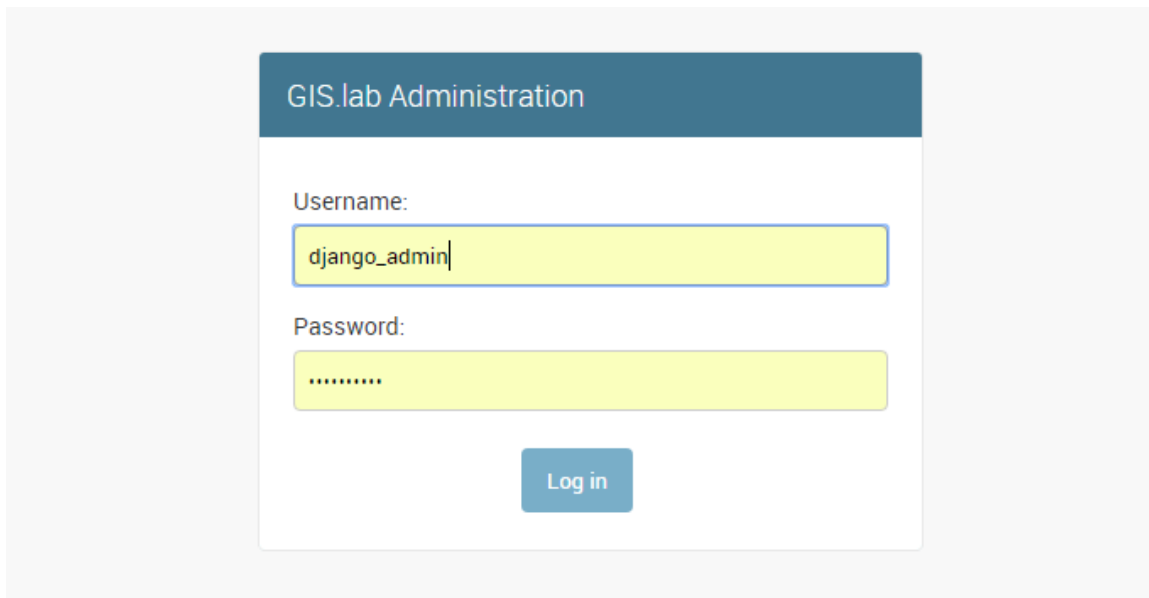 GIS.lab Administration
Username:
django_admin
Password:
••••••••••
Log in